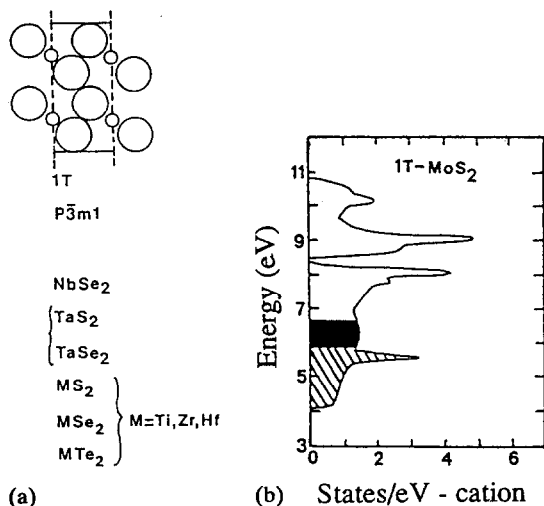 1T
P3̄m1
NbSe₂
TaS₂
TaSe₂
MS₂
MSe₂
MTe₂
M=Ti,Zr,Hf
(a)
1T-MoS₂
Energy (eV)
11
9
7
5
3
0
2
4
6
(b)
States/eV - cation